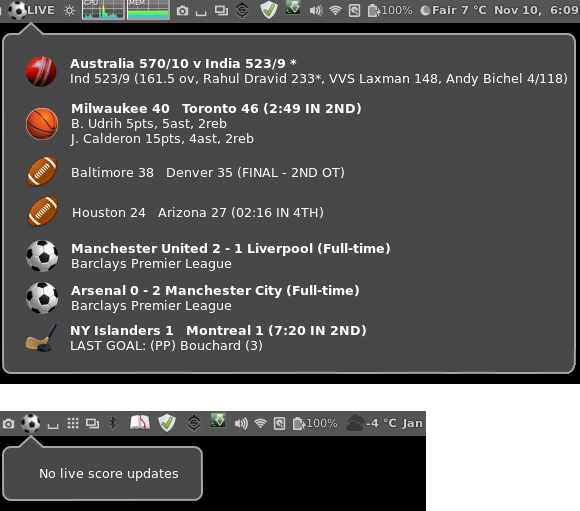 LIVE CPU MEM 100% Fair 7 °C Nov 10, 6:09
Australia 570/10 v India 523/9 *
Ind 523/9 (161.5 ov, Rahul Dravid 233*, VVS Laxman 148, Andy Bichel 4/118)
Milwaukee 40 Toronto 46 (2:49 IN 2ND)
B. Udrih 5pts, 5ast, 2reb
J. Calderon 15pts, 4ast, 2reb
Baltimore 38 Denver 35 (FINAL - 2ND OT)
Houston 24 Arizona 27 (02:16 IN 4TH)
Manchester United 2 - 1 Liverpool (Full-time)
Barclays Premier League
Arsenal 0 - 2 Manchester City (Full-time)
Barclays Premier League
NY Islanders 1 Montreal 1 (7:20 IN 2ND)
LAST GOAL: (PP) Bouchard (3)
100% -4 °C Jan
No live score updates